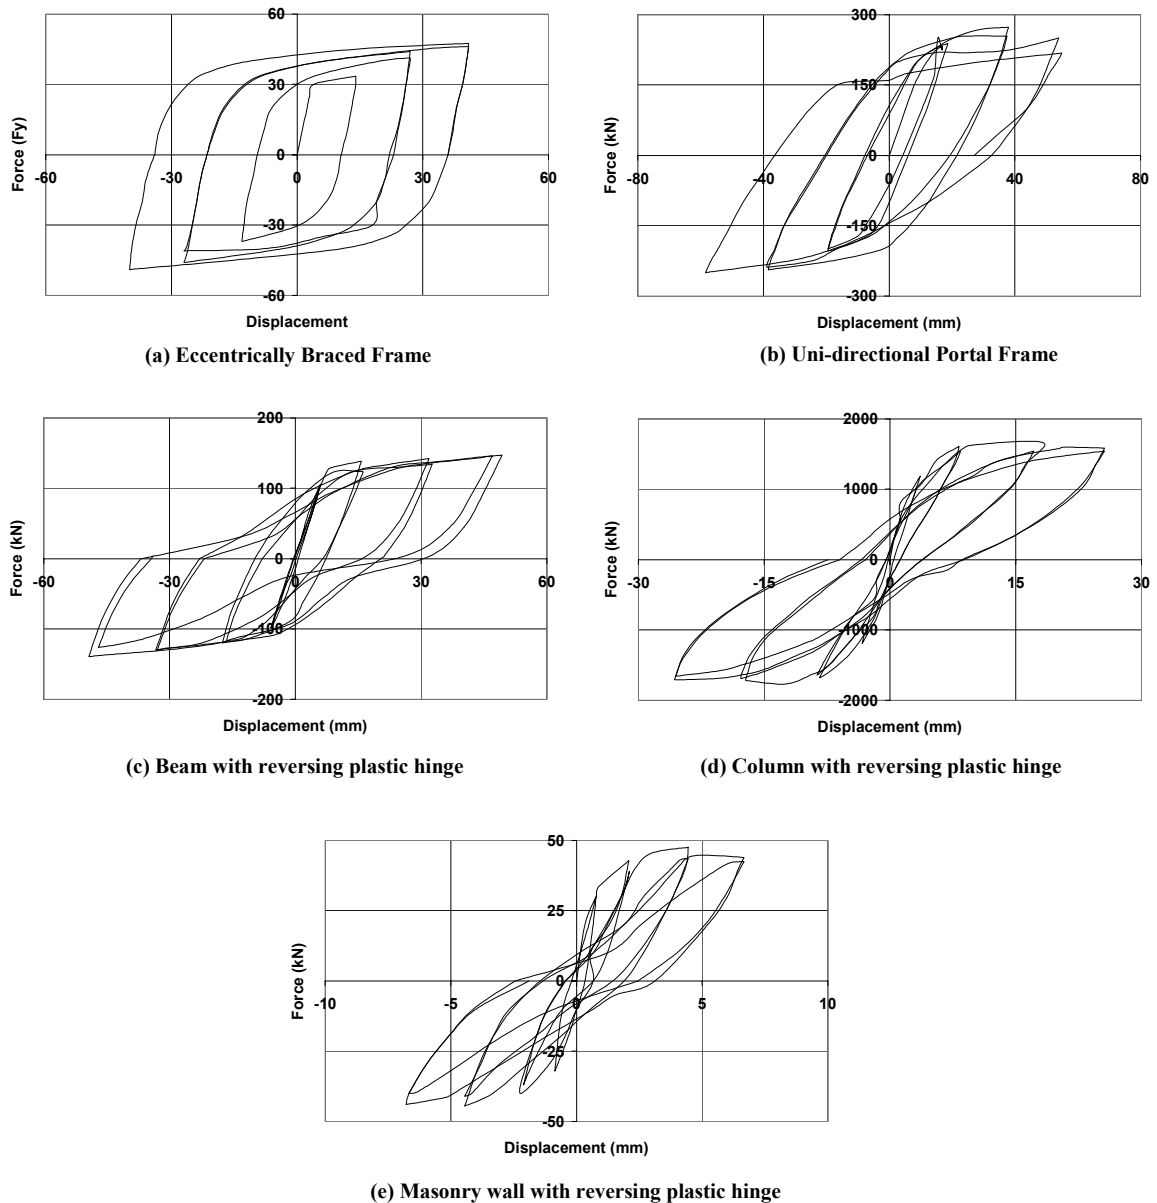 60
30
0
-30
-60
-60 -30 0 30 60
Force (Fy)
Displacement
(a) Eccentrically Braced Frame
300
150
0
-150
-300
-80 -40 0 40 80
Force (kN)
Displacement (mm)
(b) Uni-directional Portal Frame
200
100
0
-100
-200
-60 -30 0 30 60
Force (kN)
Displacement (mm)
(c) Beam with reversing plastic hinge
2000
1000
0
-1000
-2000
-30 -15 0 15 30
Force (kN)
Displacement (mm)
(d) Column with reversing plastic hinge
50
25
0
-25
-50
-10 -5 0 5 10
Force (kN)
Displacement (mm)
(e) Masonry wall with reversing plastic hinge